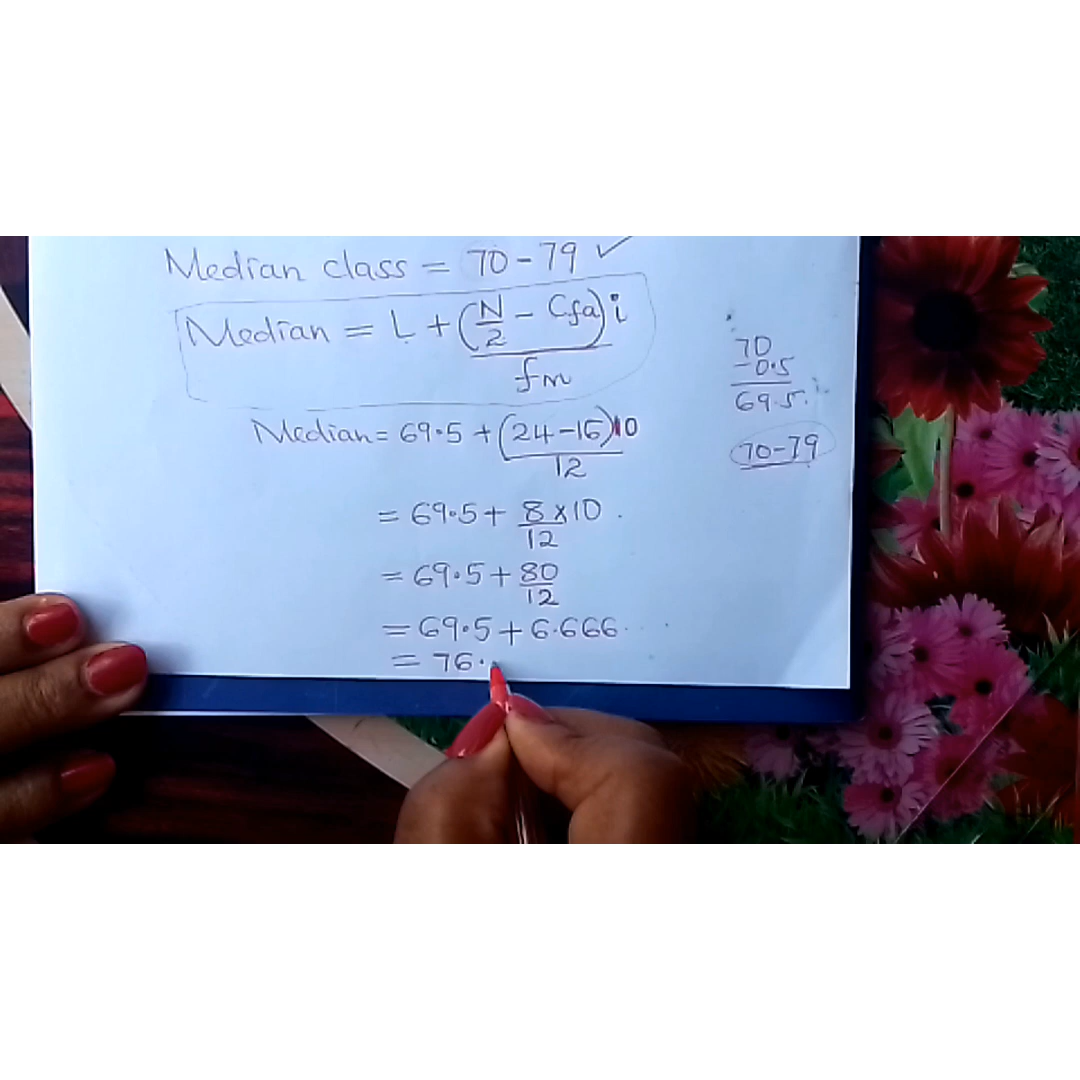 Median class = 70-79 ✓
Median = L + (N/2 - Cfa) i / fm
Median = 69.5 + (24-16)10 / 12
= 69.5 + 8x10 / 12
= 69.5 + 80/12
= 69.5 + 6.666
= 76.
70
-0.5
69.5
70-79